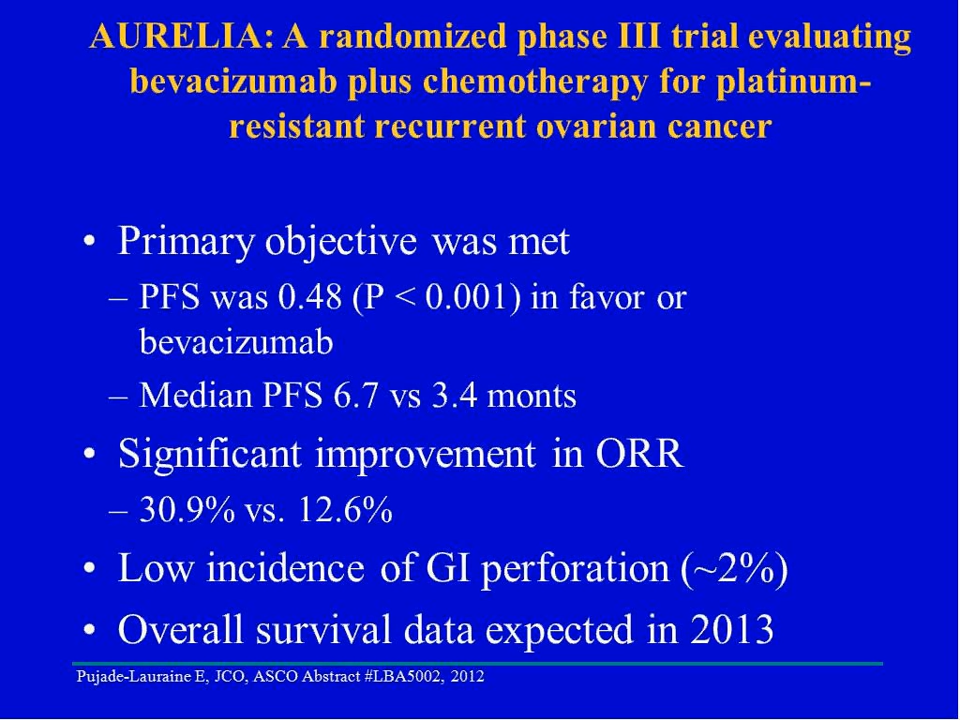 AURELIA: A randomized phase III trial evaluating
bevacizumab plus chemotherapy for platinum-
resistant recurrent ovarian cancer
• Primary objective was met
– PFS was 0.48 (P < 0.001) in favor or
bevacizumab
– Median PFS 6.7 vs 3.4 monts
• Significant improvement in ORR
– 30.9% vs. 12.6%
• Low incidence of GI perforation (~2%)
• Overall survival data expected in 2013
Pujade-Lauraine E, JCO, ASCO Abstract #LBA5002, 2012